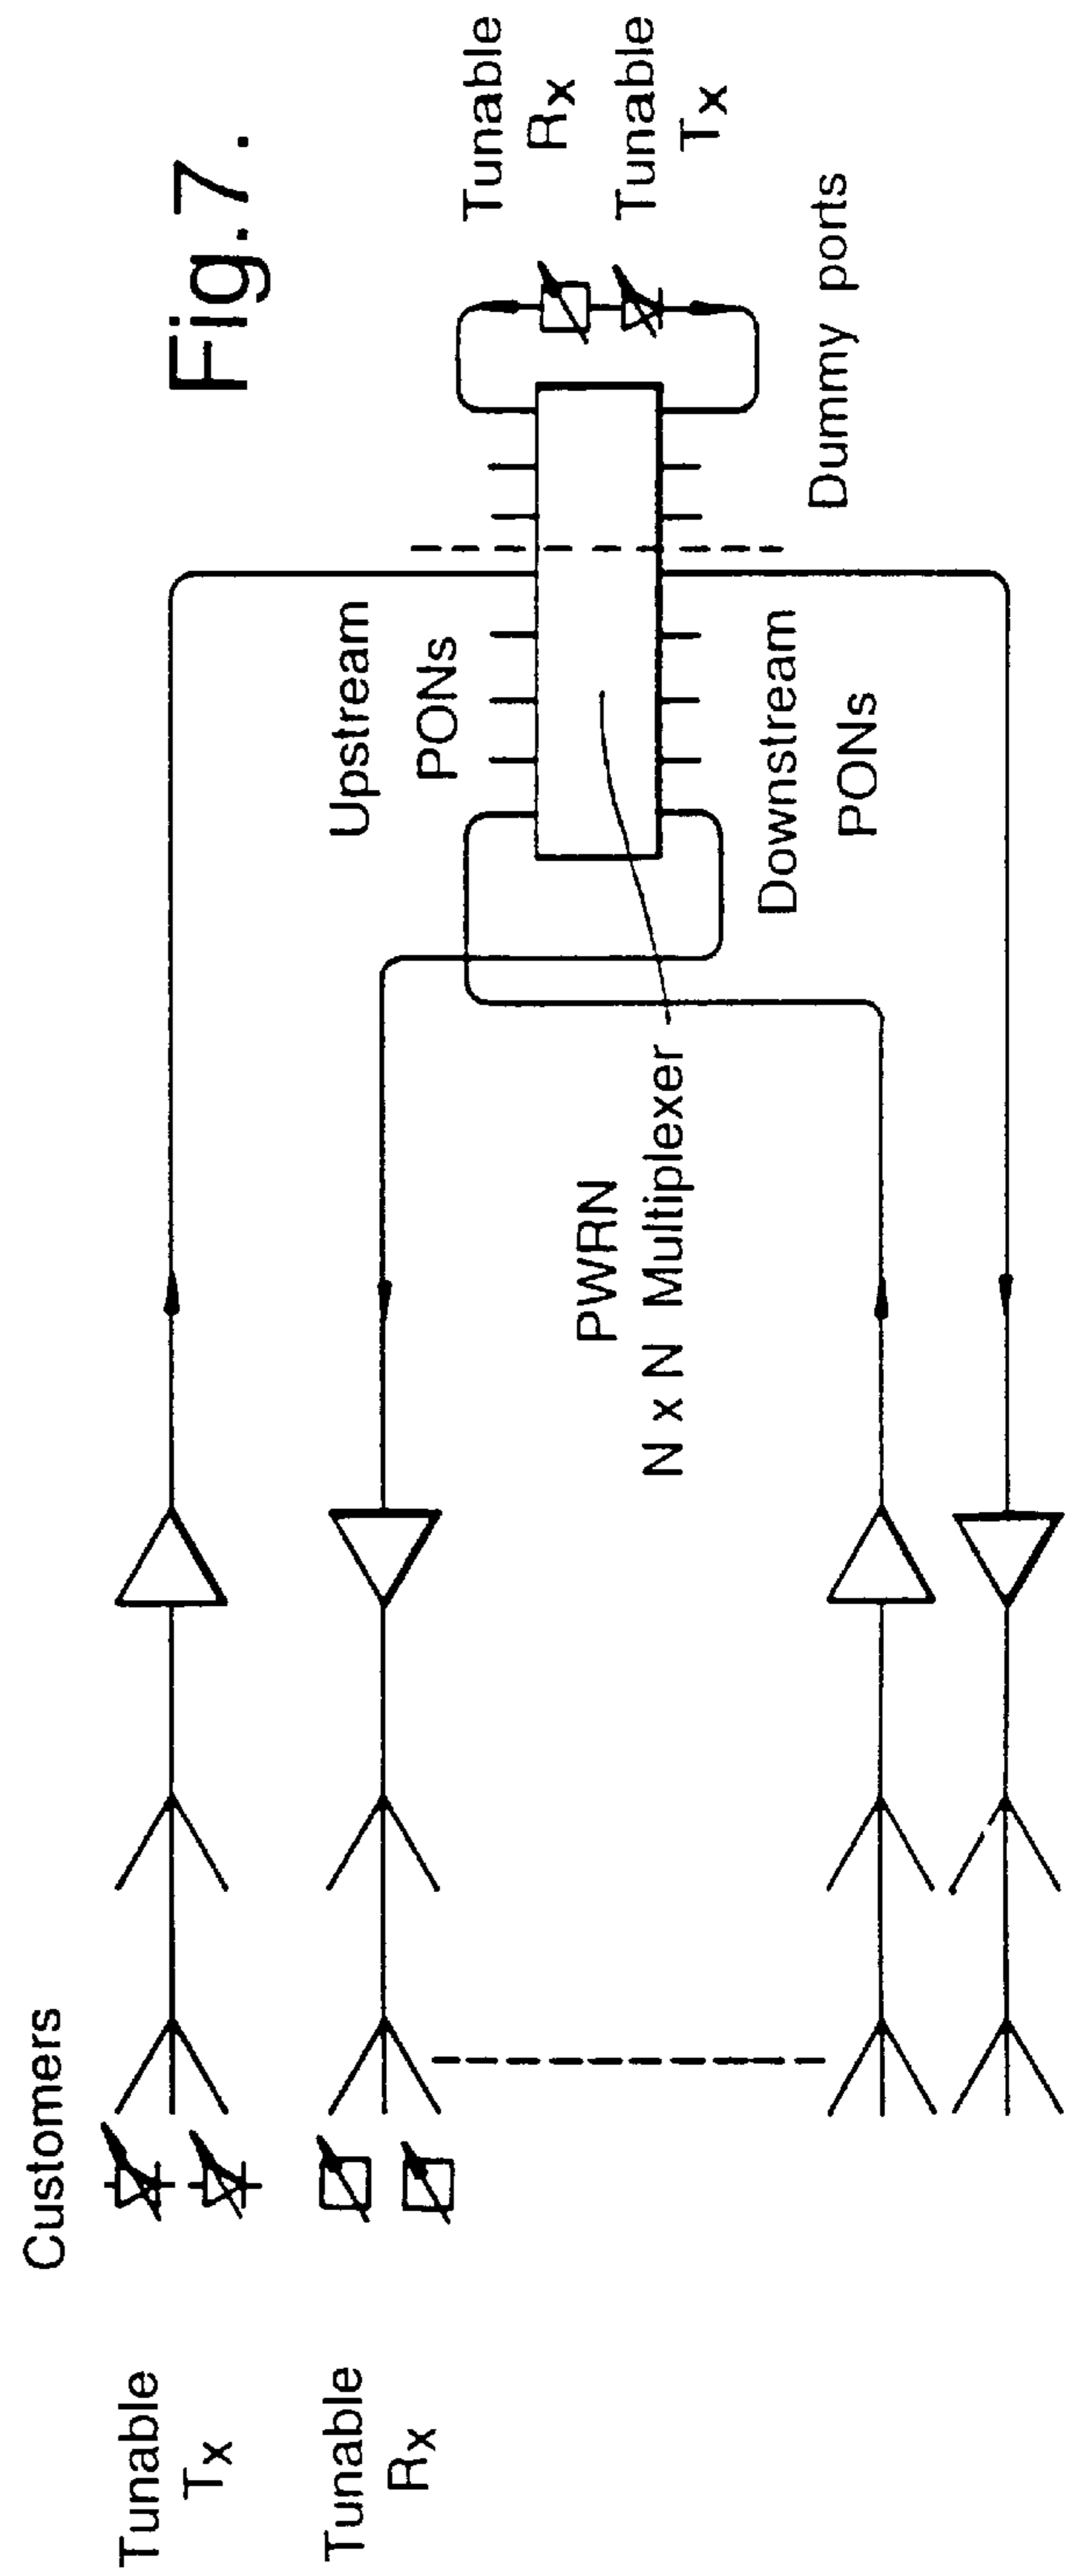 Fig.7.
Customers
Tunable
Tx
Tunable
Rx
Upstream
PONs
Downstream
PONs
PWRN
N x N Multiplexer
Tunable
Rx
Tunable
Tx
Dummy ports